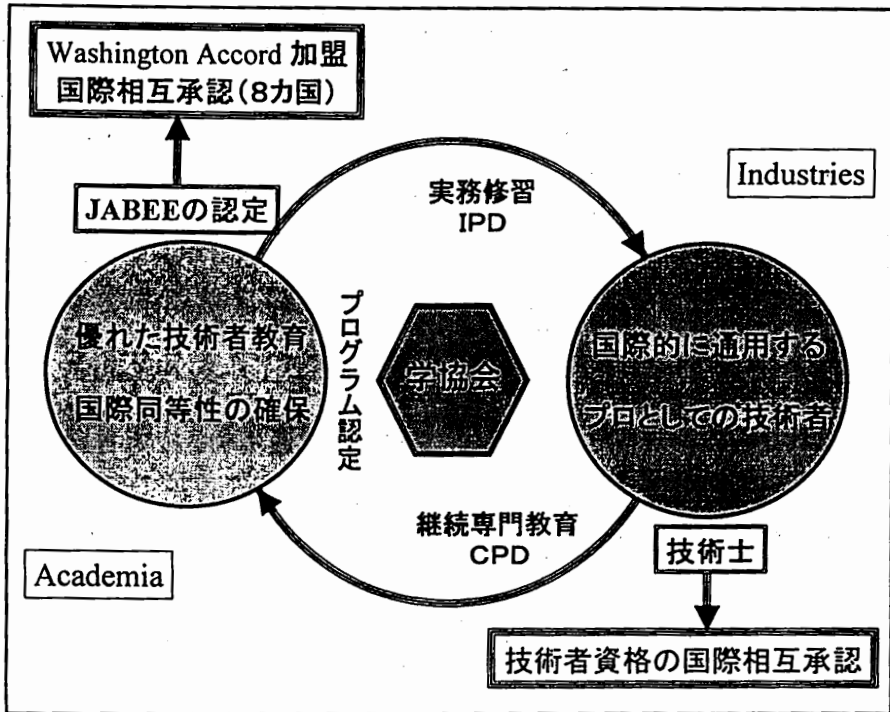 Washington Accord 加盟
国際相互承認（8カ国）
JABEEの認定
Industries
実務修習
IPD
優れた技術者教育
国際同等性の確保
プログラム認定
学協会
国際的に通用する
プロとしての技術者
継続専門教育
CPD
技術士
Academia
技術者資格の国際相互承認